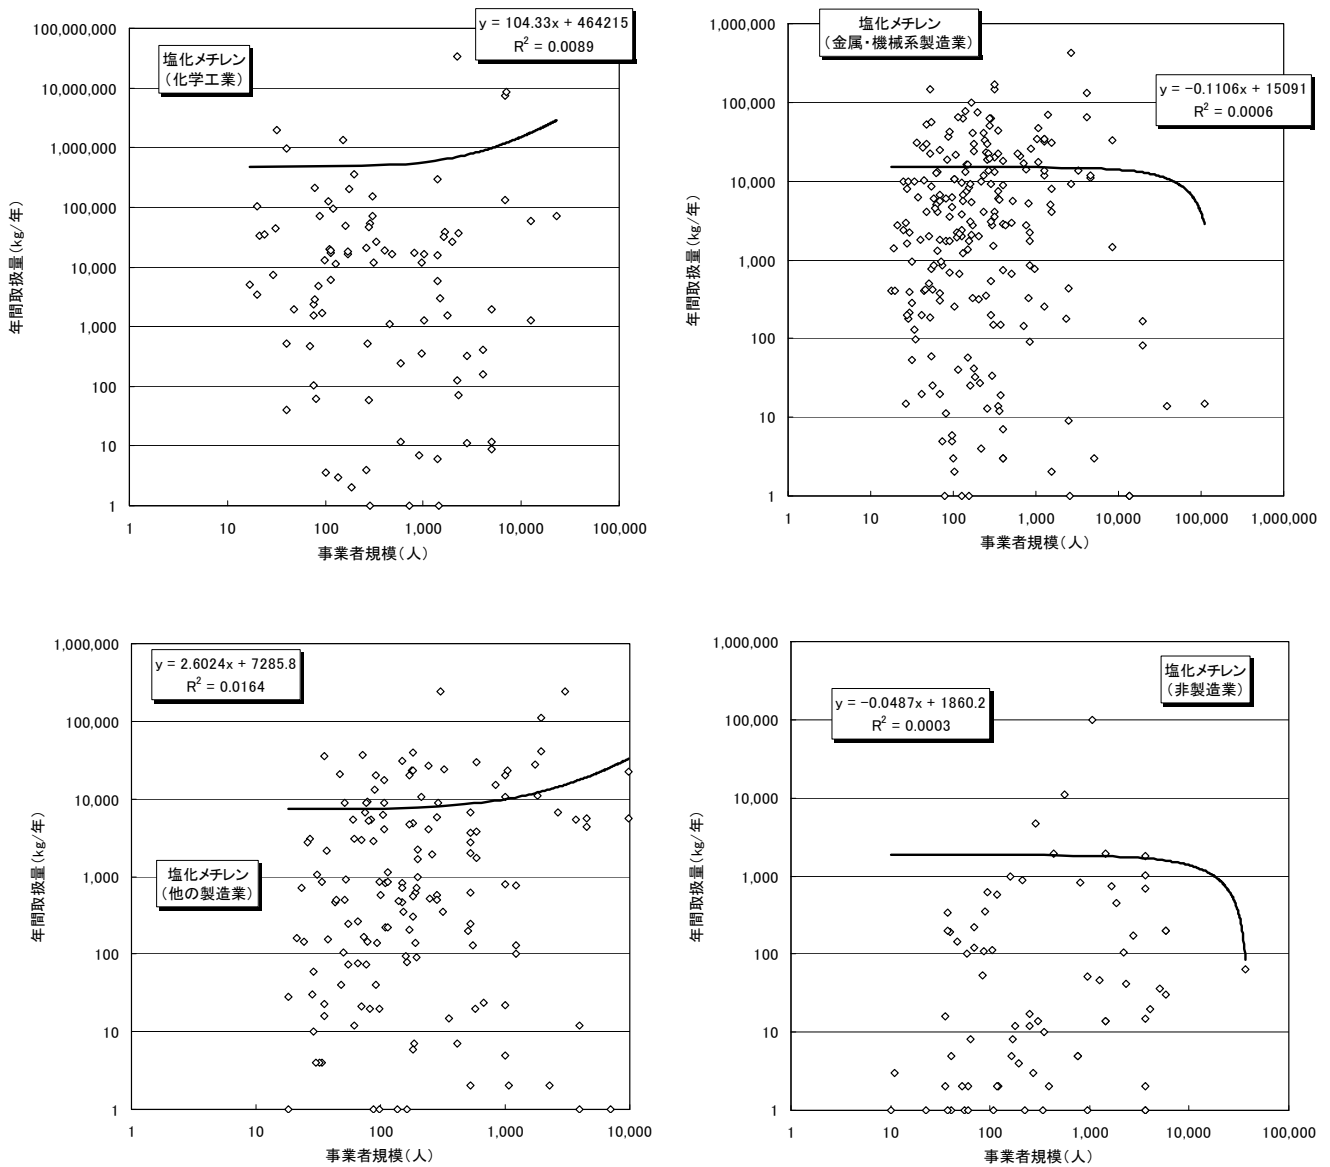 y = 104.33x + 464215
R² = 0.0089
塩化メチレン
（化学工業）
100,000,000
10,000,000
1,000,000
100,000
10,000
1,000
100
10
1
年間取扱量（kg/年）
1 10 100 1,000 10,000 100,000
事業者規模（人）
塩化メチレン
（金属・機械系製造業）
y = −0.1106x + 15091
R² = 0.0006
1,000,000
100,000
10,000
1,000
100
10
1
年間取扱量（kg/年）
1 10 100 1,000 10,000 100,000 1,000,000
事業者規模（人）
y = 2.6024x + 7285.8
R² = 0.0164
塩化メチレン
（他の製造業）
1,000,000
100,000
10,000
1,000
100
10
1
年間取扱量（kg/年）
1 10 100 1,000 10,000
事業者規模（人）
塩化メチレン
（非製造業）
y = −0.0487x + 1860.2
R² = 0.0003
1,000,000
100,000
10,000
1,000
100
10
1
年間取扱量（kg/年）
1 10 100 1,000 10,000 100,000
事業者規模（人）